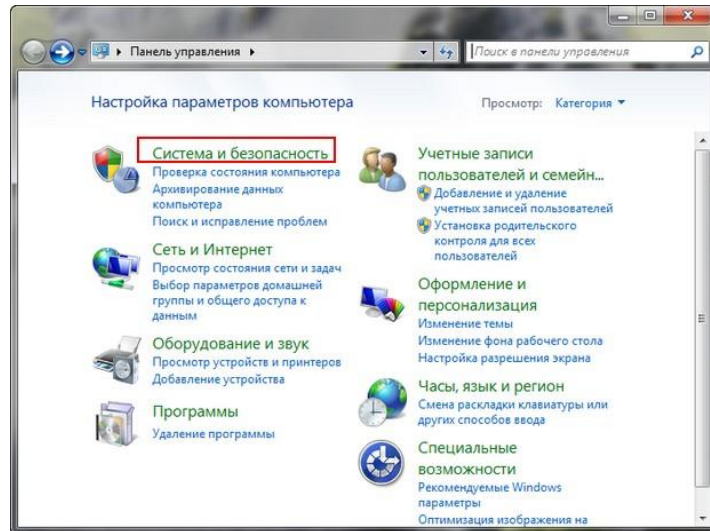 Панель управления
Поиск в панели управления
Настройка параметров компьютера
Просмотр: Категория
Система и безопасность
Проверка состояния компьютера
Архивирование данных
компьютера
Поиск и исправление проблем
Сеть и Интернет
Просмотр состояния сети и задач
Выбор параметров домашней
группы и общего доступа к
данным
Оборудование и звук
Просмотр устройств и принтеров
Добавление устройства
Программы
Удаление программы
Учетные записи
пользователей и семейн...
Добавление и удаление
учетных записей пользователей
Установка родительского
контроля для всех
пользователей
Оформление и
персонализация
Изменение темы
Изменение фона рабочего стола
Настройка разрешения экрана
Часы, язык и регион
Смена раскладки клавиатуры или
других способов ввода
Специальные
возможности
Рекомендуемые Windows
параметры
Оптимизация изображения на